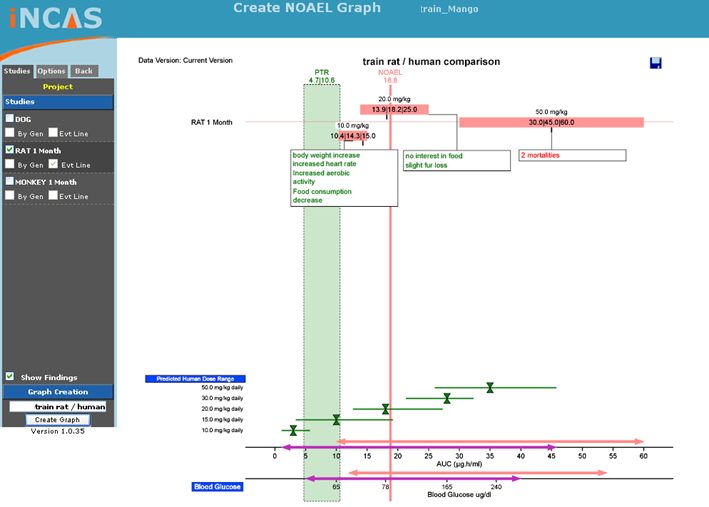 iNCAS
Create NOAEL Graph
train_Mango
Studies
Options
Back
Project
Studies
DOG
By Gen
Evt Line
RAT 1 Month
By Gen
Evt Line
MONKEY 1 Month
By Gen
Evt Line
Show Findings
Graph Creation
train rat / human
Create Graph
Version 1.0.35
Data Version: Current Version
train rat / human comparison
PTR
4.7|10.6
NOAEL
18.8
RAT 1 Month
20.0 mg/kg
13.9|18.2|25.0
50.0 mg/kg
30.0|45.0|60.0
10.0 mg/kg
10.4|14.3|15.0
body weight increase
increased heart rate
Increased aerobic
activity
Food consumption
decrease
no interest in food
slight fur loss
2 mortalities
Predicted Human Dose Range
50.0 mg/kg daily
30.0 mg/kg daily
20.0 mg/kg daily
15.0 mg/kg daily
10.0 mg/kg daily
0 5 10 15 20 25 30 35 40 45 50 55 60
AUC (µg.h/ml)
Blood Glucose
65 78 165 240
Blood Glucose ug/dl